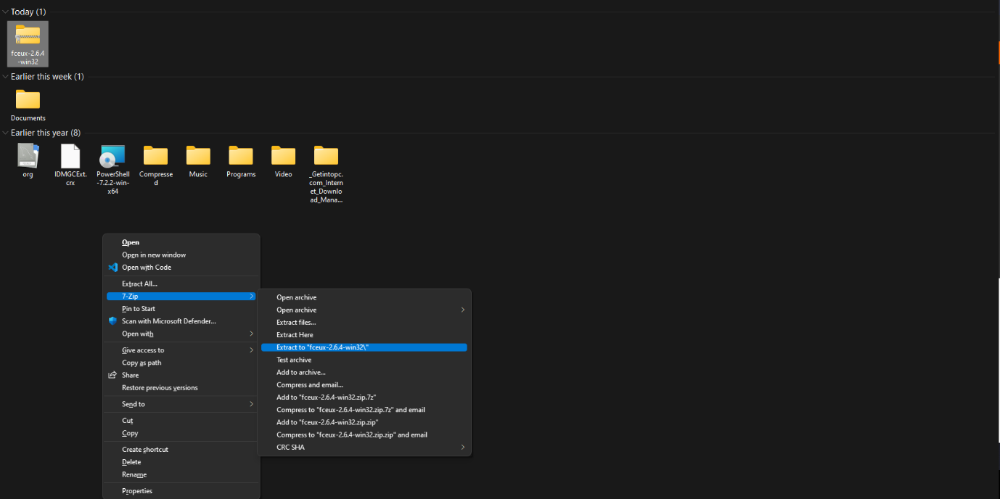 Today (1)
fceux-2.6.4
-win32
Earlier this week (1)
Documents
Earlier this year (8)
org
IDMGCExt.
crx
PowerShell
-7.2.2-win-
x64
Compresse
d
Music
Programs
Video
_Getintopc.
com_Intern
et_Downlo
ad_Mana...
Open
Open in new window
Open with Code
Extract All...
7-Zip
Pin to Start
Scan with Microsoft Defender...
Open with
Give access to
Copy as path
Share
Restore previous versions
Send to
Cut
Copy
Create shortcut
Delete
Rename
Properties
Open archive
Open archive
Extract files...
Extract Here
Extract to "fceux-2.6.4-win32\"
Test archive
Add to archive...
Compress and email...
Add to "fceux-2.6.4-win32.zip.7z"
Compress to "fceux-2.6.4-win32.zip.7z" and email
Add to "fceux-2.6.4-win32.zip.zip"
Compress to "fceux-2.6.4-win32.zip.zip" and email
CRC SHA